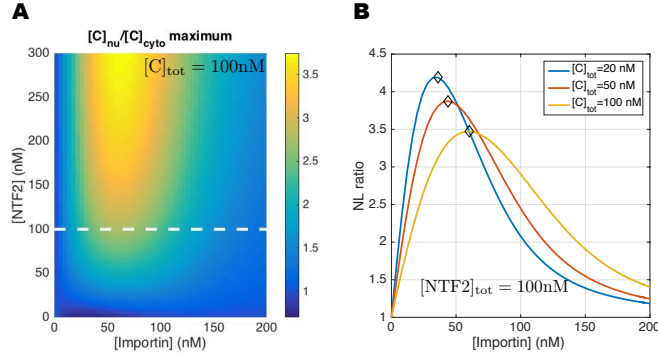 A
[C]nu/[C]cyto maximum
[C]tot = 100nM
300
250
200
150
100
50
0
[NTF2] (nM)
0
50
100
150
200
[Importin] (nM)
3.5
3
2.5
2
1.5
1
B
4.5
4
3.5
3
2.5
2
1.5
1
NL ratio
[C]tot=20 nM
[C]tot=50 nM
[C]tot=100 nM
[NTF2]tot = 100nM
0
50
100
150
200
[Importin] (nM)